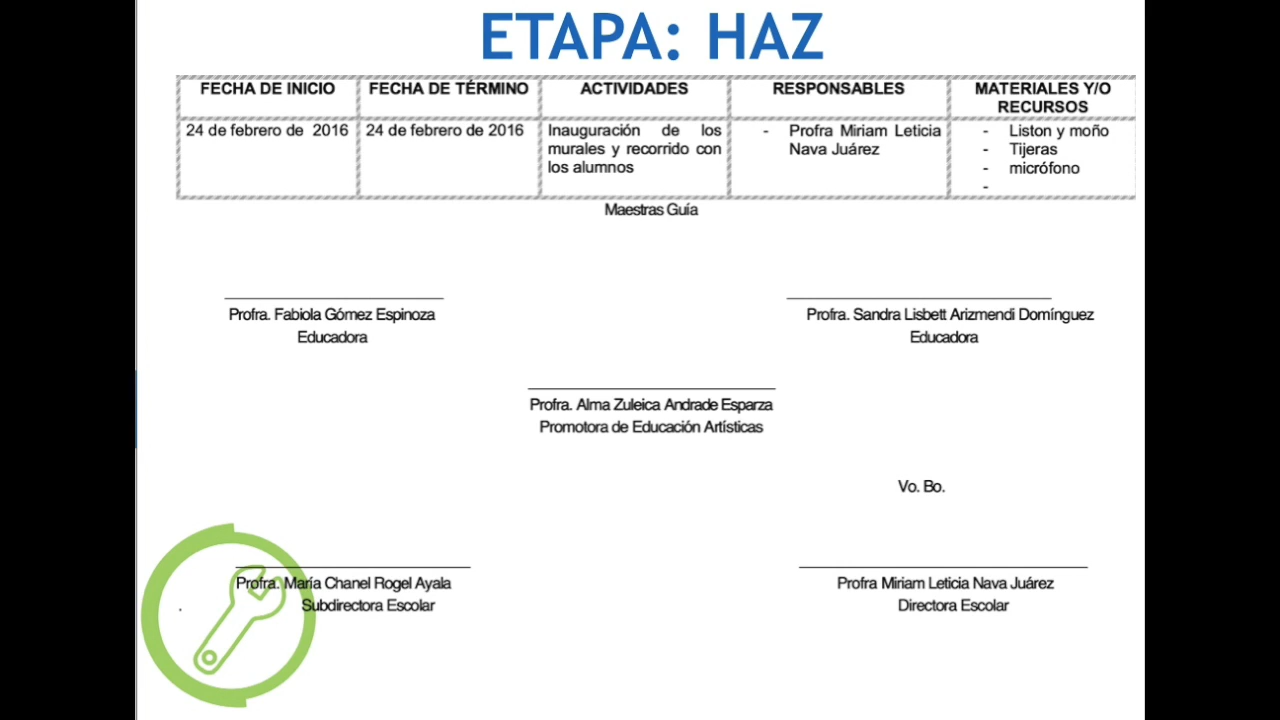 ETAPA: HAZ
FECHA DE INICIO FECHA DE TÉRMINO ACTIVIDADES RESPONSABLES MATERIALES Y/O
RECURSOS
24 de febrero de 2016 24 de febrero de 2016 Inauguración de los - Profra Miriam Leticia - Liston y moño
murales y recorrido con Nava Juárez - Tijeras
los alumnos - micrófono
-
Maestras Guía
Profra. Fabiola Gómez Espinoza Profra. Sandra Lisbett Arizmendi Domínguez
Educadora Educadora
Profra. Alma Zuleica Andrade Esparza
Promotora de Educación Artísticas
Vo. Bo.
Profra. María Chanel Rogel Ayala Profra Miriam Leticia Nava Juárez
. Subdirectora Escolar Directora Escolar